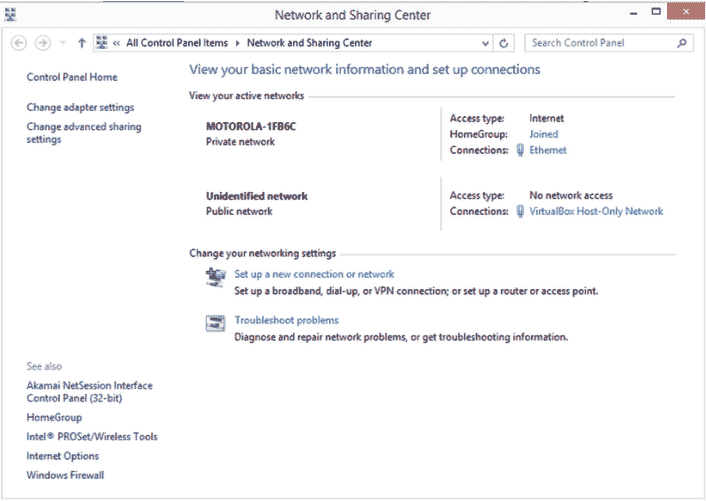 Network and Sharing Center
« All Control Panel Items Network and Sharing Center
Search Control Panel
Control Panel Home
Change adapter settings
Change advanced sharing
settings
View your basic network information and set up connections
View your active networks
MOTOROLA-1FB6C
Private network
Access type: Internet
HomeGroup: Joined
Connections: Ethernet
Unidentified network
Public network
Access type: No network access
Connections: VirtualBox Host-Only Network
Change your networking settings
Set up a new connection or network
Set up a broadband, dial-up, or VPN connection; or set up a router or access point.
Troubleshoot problems
Diagnose and repair network problems, or get troubleshooting information.
See also
Akamai NetSession Interface
Control Panel (32-bit)
HomeGroup
Intel® PROSet/Wireless Tools
Internet Options
Windows Firewall